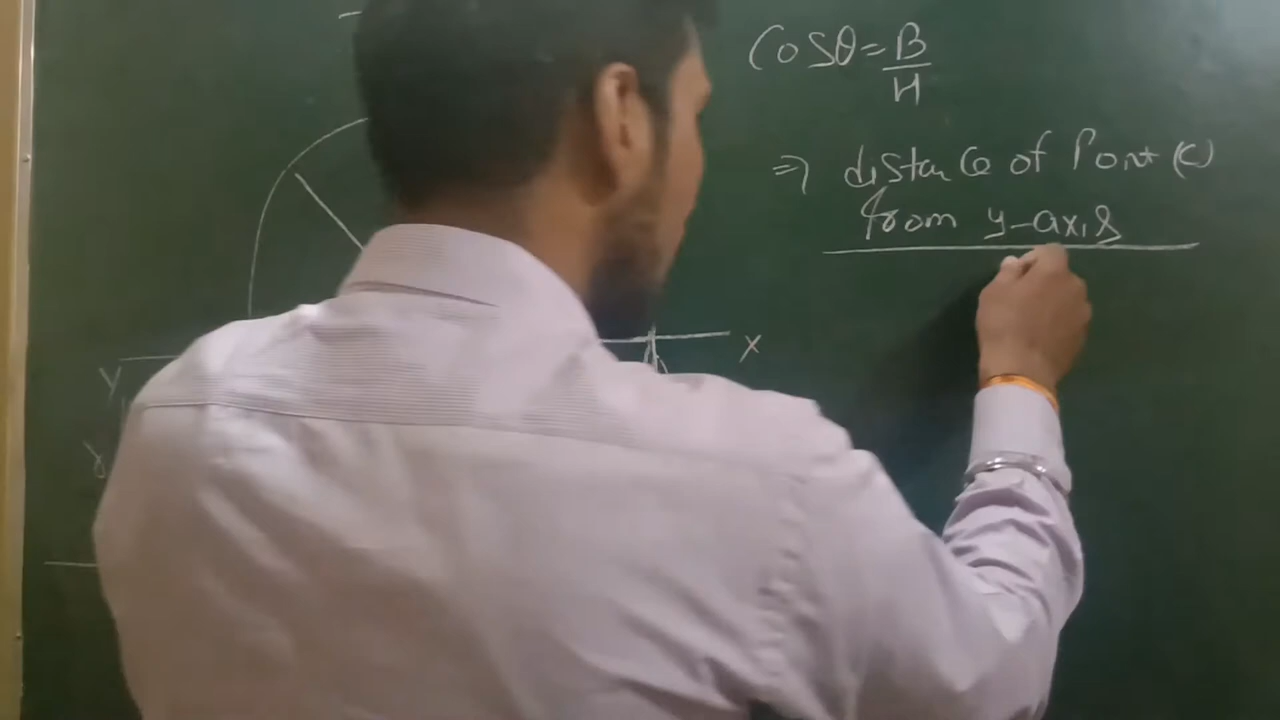 Cosθ = B
H
⇒ distance of Point (c)
from y-axis
X
y